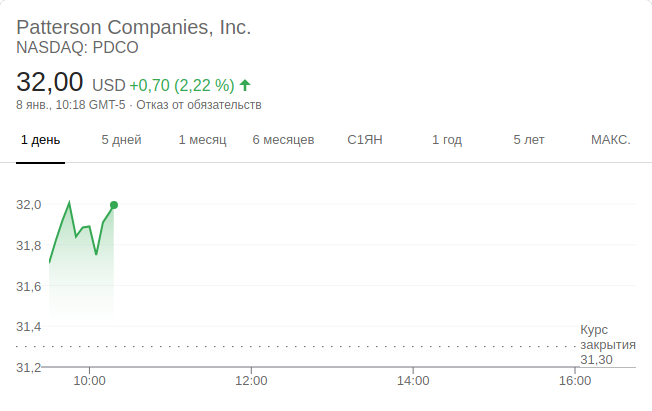 Patterson Companies, Inc.
NASDAQ: PDCO
32,00 USD +0,70 (2,22 %)
8 янв., 10:18 GMT-5 · Отказ от обязательств
1 день 5 дней 1 месяц 6 месяцев С1ЯН 1 год 5 лет МАКС.
32,0
31,8
31,6
31,4
Курс
закрытия
31,30
31,2
10:00 12:00 14:00 16:00